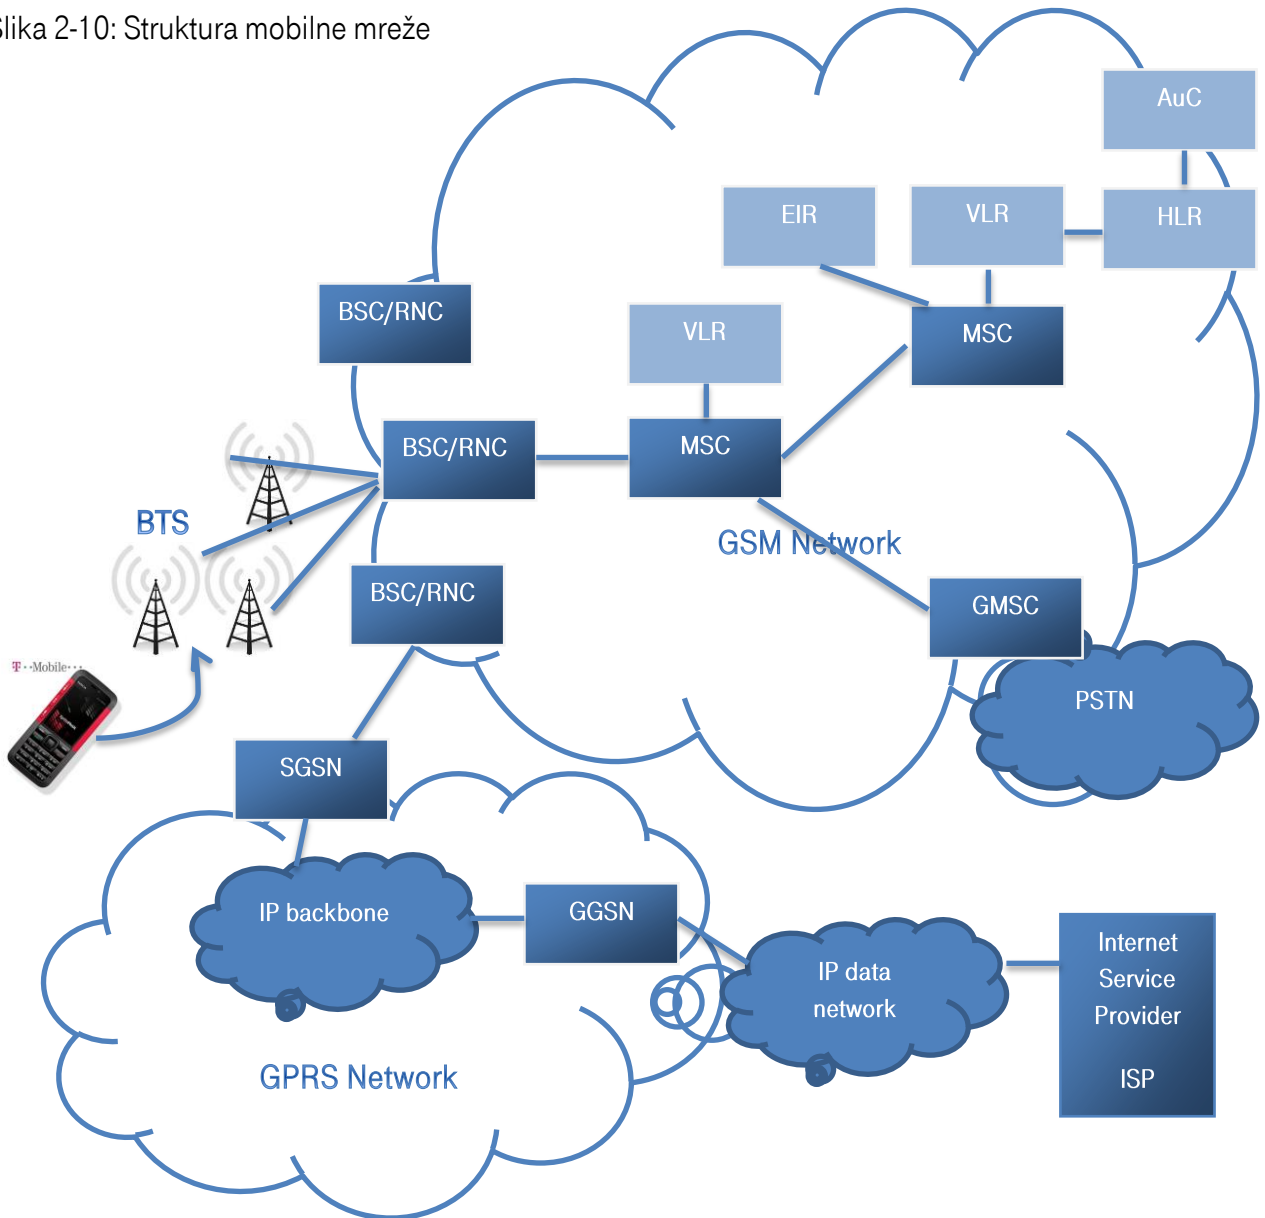 Slika 2-10: Struktura mobilne mreže
AuC
EIR
VLR
HLR
BSC/RNC
VLR
MSC
BSC/RNC
MSC
BTS
GSM Network
BSC/RNC
GMSC
T··Mobile···
PSTN
SGSN
IP backbone
GGSN
IP data
network
Internet
Service
Provider
ISP
GPRS Network